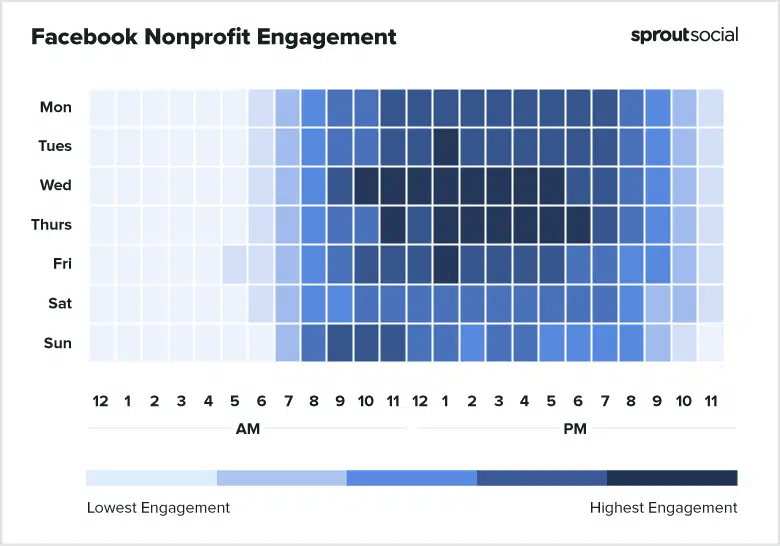 Facebook Nonprofit Engagement
sproutsocial
Mon
Tues
Wed
Thurs
Fri
Sat
Sun
12 1 2 3 4 5 6 7 8 9 10 11 12 1 2 3 4 5 6 7 8 9 10 11
AM PM
Lowest Engagement Highest Engagement